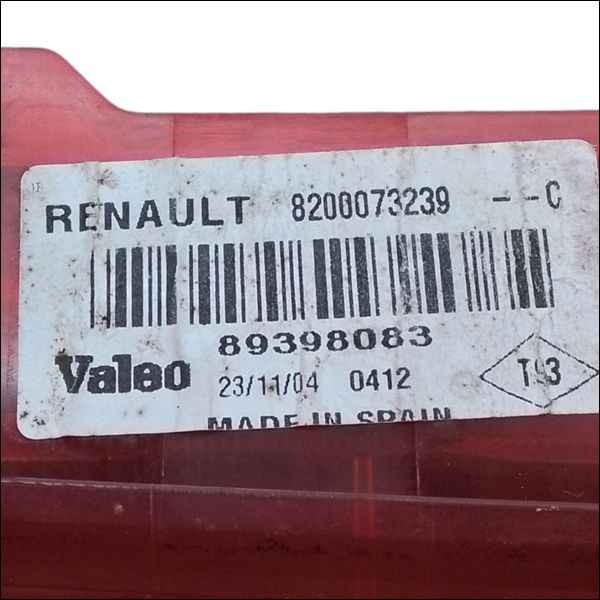 RENAULT 8200073239 --C
89398083
Valeo 23/11/04 0412 T93
MADE IN SPAIN